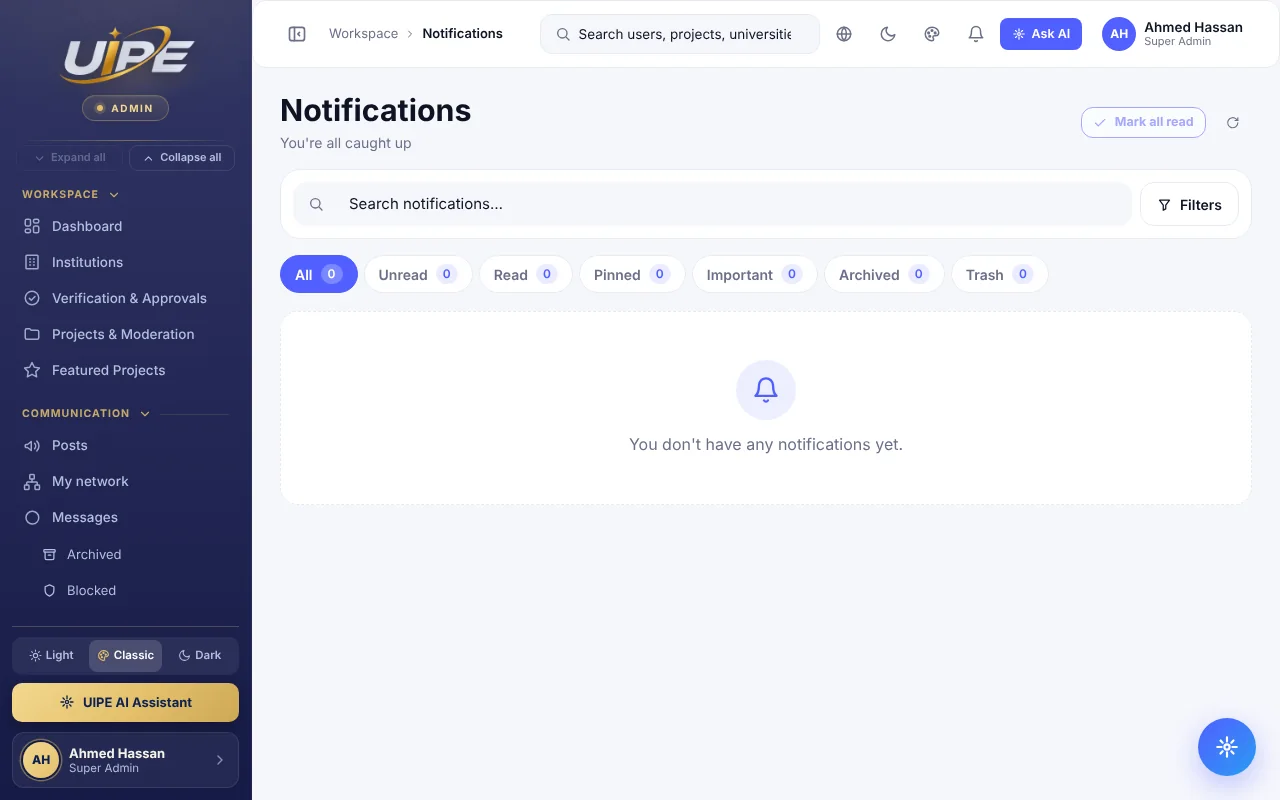 UIPE
ADMIN
Expand all
Collapse all
WORKSPACE
Dashboard
Institutions
Verification & Approvals
Projects & Moderation
Featured Projects
COMMUNICATION
Posts
My network
Messages
Archived
Blocked
Light
Classic
Dark
UIPE AI Assistant
AH
Ahmed Hassan
Super Admin
Workspace > Notifications
Search users, projects, universitie
Ask AI
AH
Ahmed Hassan
Super Admin
Notifications
You're all caught up
Mark all read
Search notifications...
Filters
All 0
Unread 0
Read 0
Pinned 0
Important 0
Archived 0
Trash 0
You don't have any notifications yet.